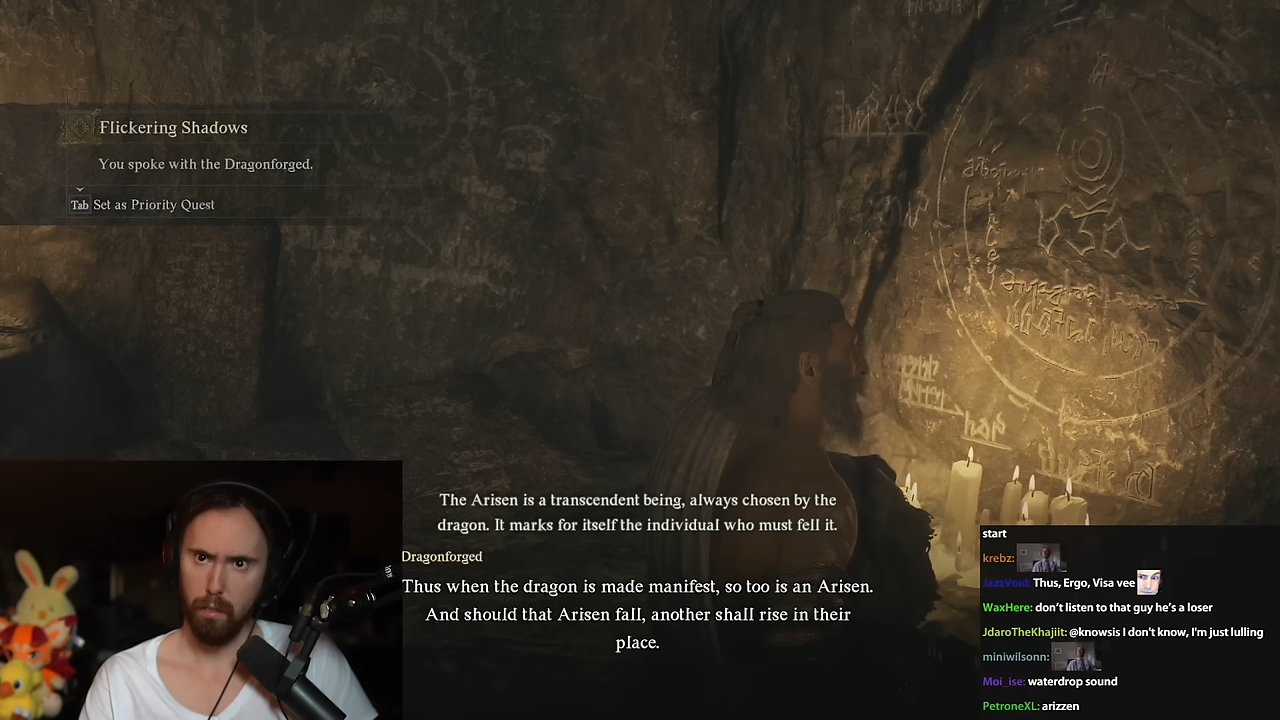 Flickering Shadows
You spoke with the Dragonforged.
Tab Set as Priority Quest
The Arisen is a transcendent being, always chosen by the
dragon. It marks for itself the individual who must fell it.
Dragonforged
Thus when the dragon is made manifest, so too is an Arisen.
And should that Arisen fall, another shall rise in their
place.
start
krebz:
JazzVoid: Thus, Ergo, Visa vee
WaxHere: don't listen to that guy he's a loser
JdaroTheKhajiit: @knowsis I don't know, I'm just lulling
miniwilsonn:
Moi_ise: waterdrop sound
PetroneXL: arizzen